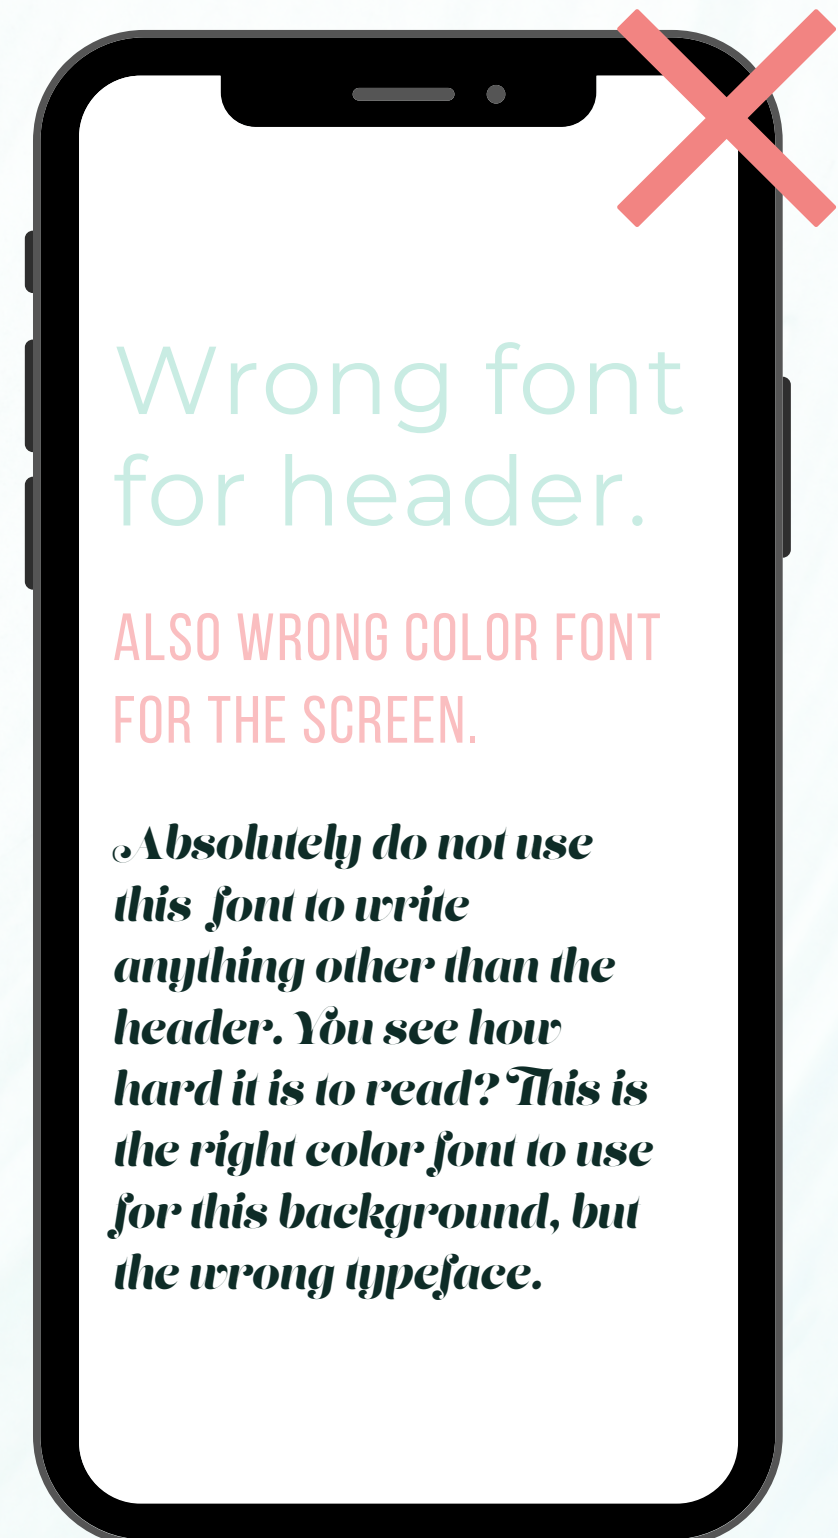 Wrong font
for header.
ALSO WRONG COLOR FONT
FOR THE SCREEN.
Absolutely do not use
this font to write
anything other than the
header. You see how
hard it is to read? This is
the right color font to use
for this background, but
the wrong typeface.